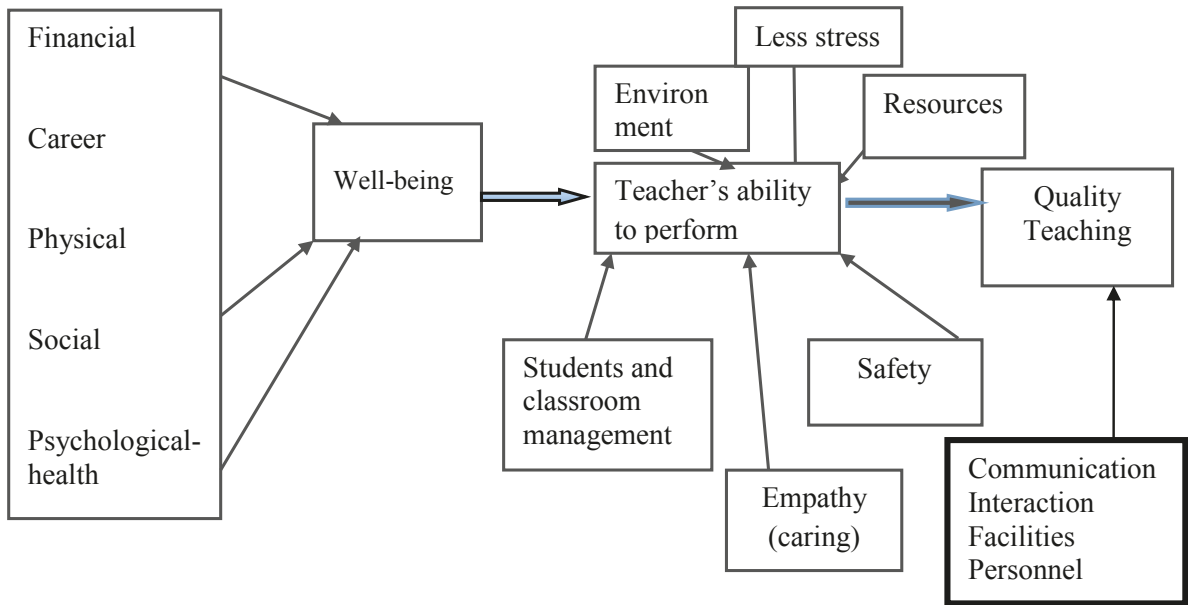 Financial
Career
Physical
Social
Psychological-
health
Well-being
Less stress
Environ
ment
Resources
Teacher’s ability
to perform
Quality
Teaching
Students and
classroom
management
Safety
Empathy
(caring)
Communication
Interaction
Facilities
Personnel